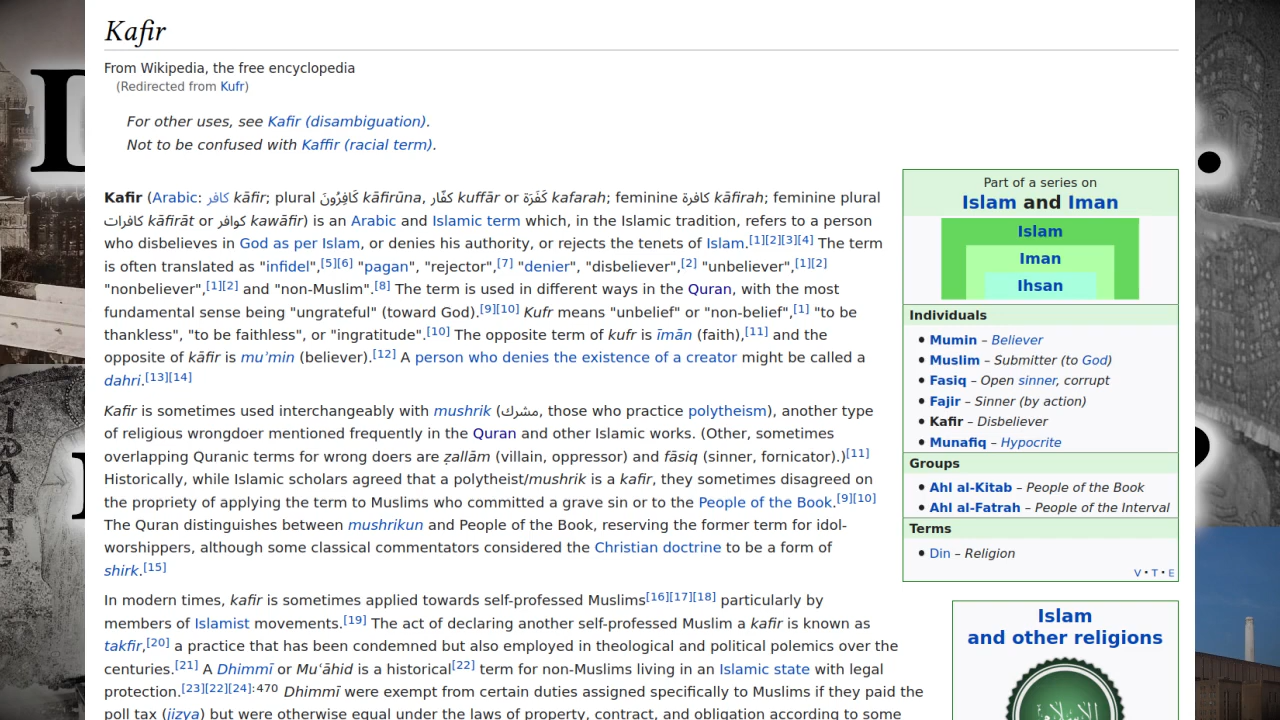 Kafir
From Wikipedia, the free encyclopedia
(Redirected from Kufr)
For other uses, see Kafir (disambiguation).
Not to be confused with Kaffir (racial term).
Kafir (Arabic: كافر kāfir; plural كَافِرُونَ kāfirūna, كفّار kuffār or كَفَرَة kafarah; feminine كافرة kāfirah; feminine plural
كافرات kāfirāt or كوافر kawāfir) is an Arabic and Islamic term which, in the Islamic tradition, refers to a person
who disbelieves in God as per Islam, or denies his authority, or rejects the tenets of Islam.[1][2][3][4] The term
is often translated as "infidel",[5][6] "pagan", "rejector",[7] "denier", "disbeliever",[2] "unbeliever",[1][2]
"nonbeliever",[1][2] and "non-Muslim".[8] The term is used in different ways in the Quran, with the most
fundamental sense being "ungrateful" (toward God).[9][10] Kufr means "unbelief" or "non-belief",[1] "to be
thankless", "to be faithless", or "ingratitude".[10] The opposite term of kufr is īmān (faith),[11] and the
opposite of kāfir is muʾmin (believer).[12] A person who denies the existence of a creator might be called a
dahri.[13][14]
Kafir is sometimes used interchangeably with mushrik (مشرك, those who practice polytheism), another type
of religious wrongdoer mentioned frequently in the Quran and other Islamic works. (Other, sometimes
overlapping Quranic terms for wrong doers are ẓallām (villain, oppressor) and fāsiq (sinner, fornicator).)[11]
Historically, while Islamic scholars agreed that a polytheist/mushrik is a kafir, they sometimes disagreed on
the propriety of applying the term to Muslims who committed a grave sin or to the People of the Book.[9][10]
The Quran distinguishes between mushrikun and People of the Book, reserving the former term for idol-
worshippers, although some classical commentators considered the Christian doctrine to be a form of
shirk.[15]
In modern times, kafir is sometimes applied towards self-professed Muslims[16][17][18] particularly by
members of Islamist movements.[19] The act of declaring another self-professed Muslim a kafir is known as
takfir,[20] a practice that has been condemned but also employed in theological and political polemics over the
centuries.[21] A Dhimmī or Muʿāhid is a historical[22] term for non-Muslims living in an Islamic state with legal
protection.[23][22][24]:470 Dhimmī were exempt from certain duties assigned specifically to Muslims if they paid the
poll tax (jizya) but were otherwise equal under the laws of property, contract, and obligation according to some
Part of a series on
Islam and Iman
Islam
Iman
Ihsan
Individuals
• Mumin – Believer
• Muslim – Submitter (to God)
• Fasiq – Open sinner, corrupt
• Fajir – Sinner (by action)
• Kafir – Disbeliever
• Munafiq – Hypocrite
Groups
• Ahl al-Kitab – People of the Book
• Ahl al-Fatrah – People of the Interval
Terms
• Din – Religion
V • T • E
Islam
and other religions